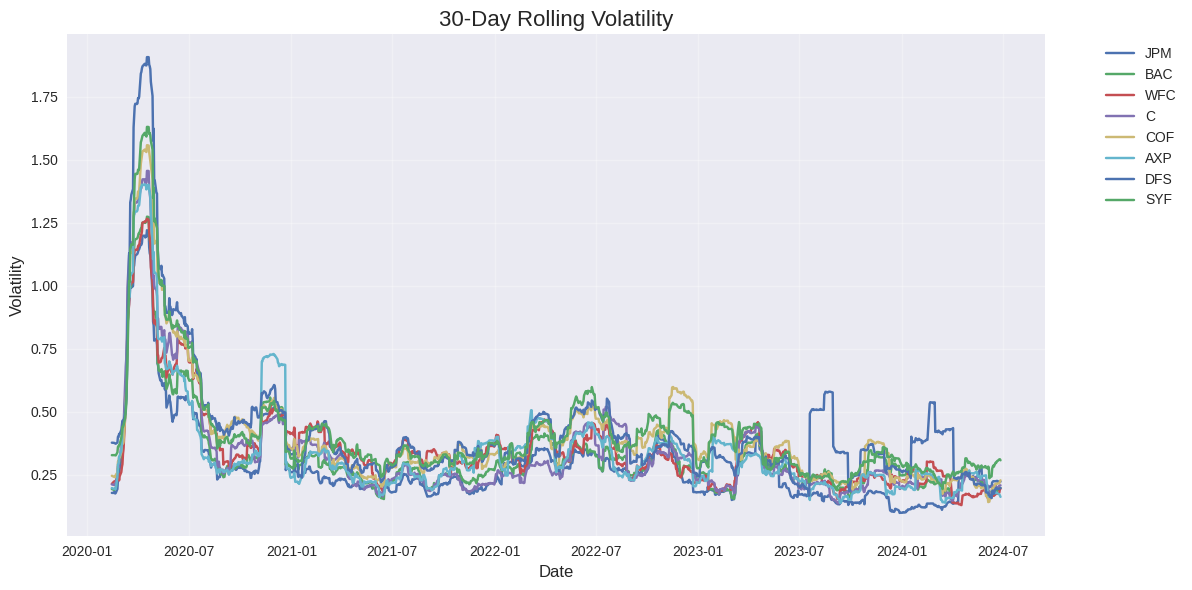 30-Day Rolling Volatility
JPM
BAC
WFC
C
COF
AXP
DFS
SYF
Volatility
1.75
1.50
1.25
1.00
0.75
0.50
0.25
2020-01 2020-07 2021-01 2021-07 2022-01 2022-07 2023-01 2023-07 2024-01 2024-07
Date